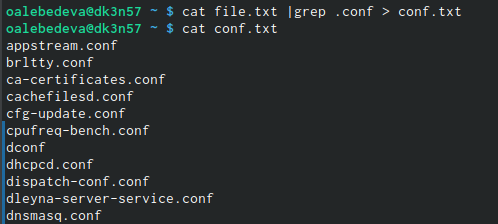 oalebedeva@dk3n57 ~ $ cat file.txt |grep .conf > conf.txt
oalebedeva@dk3n57 ~ $ cat conf.txt
appstream.conf
brltty.conf
ca-certificates.conf
cachefilesd.conf
cfg-update.conf
cpufreq-bench.conf
dconf
dhcpcd.conf
dispatch-conf.conf
dleyna-server-service.conf
dnsmasq.conf